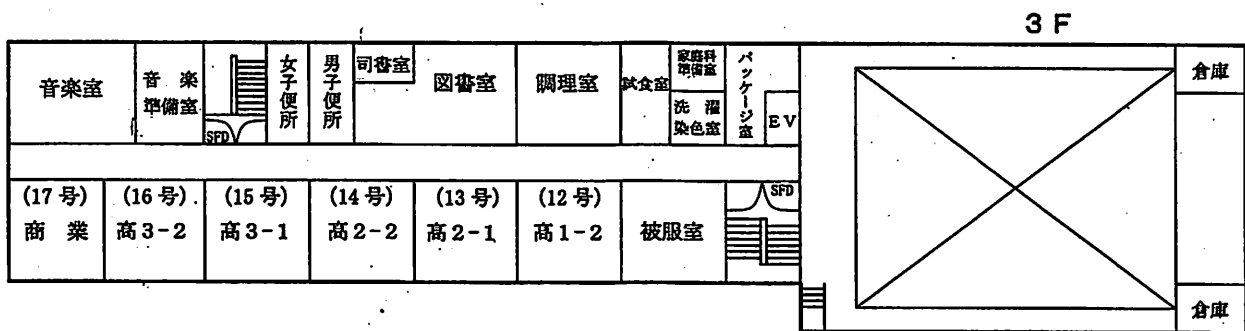 3F
音楽室
音楽
準備室
SFD
女子便所
男子便所
司書室
図書室
調理室
試食室
家庭科
準備室
洗濯
染色室
パッケージ室
EV
倉庫
(17号)
商業
(16号)
高3-2
(15号)
高3-1
(14号)
高2-2
(13号)
高2-1
(12号)
高1-2
被服室
SFD
倉庫